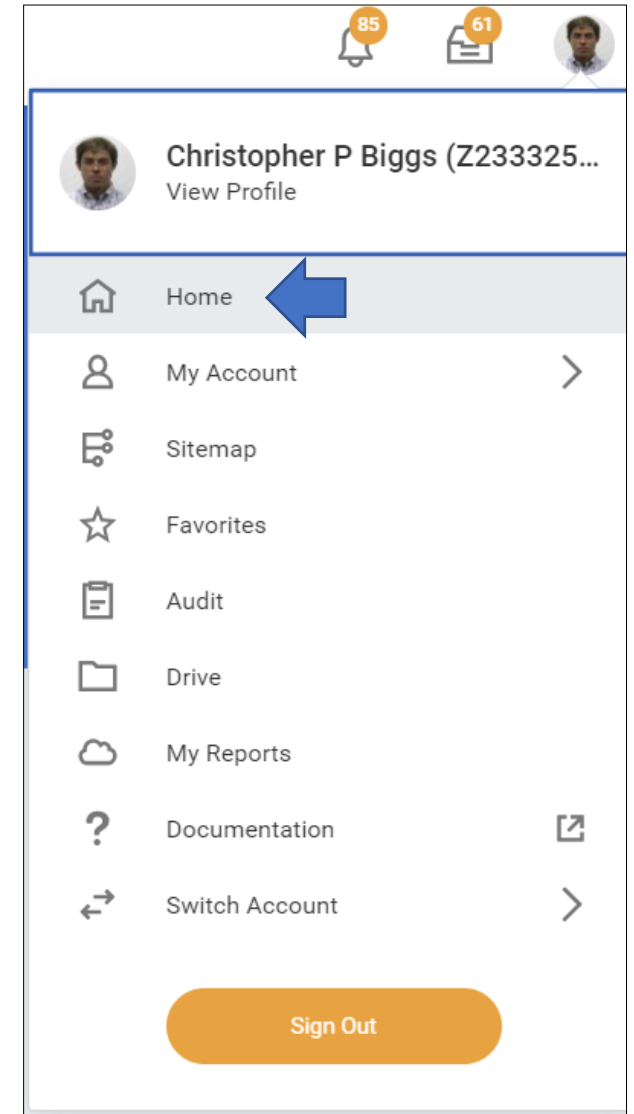 85
61
Christopher P Biggs (Z233325...
View Profile
Home
My Account
Sitemap
Favorites
Audit
Drive
My Reports
Documentation
Switch Account
Sign Out